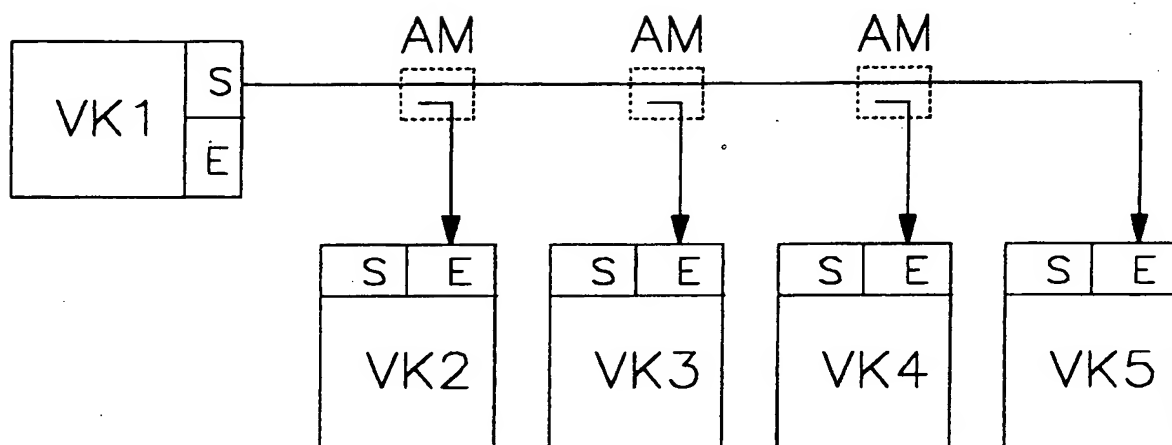 AM AM AM
S
VK1
E
S E S E S E S E
VK2 VK3 VK4 VK5